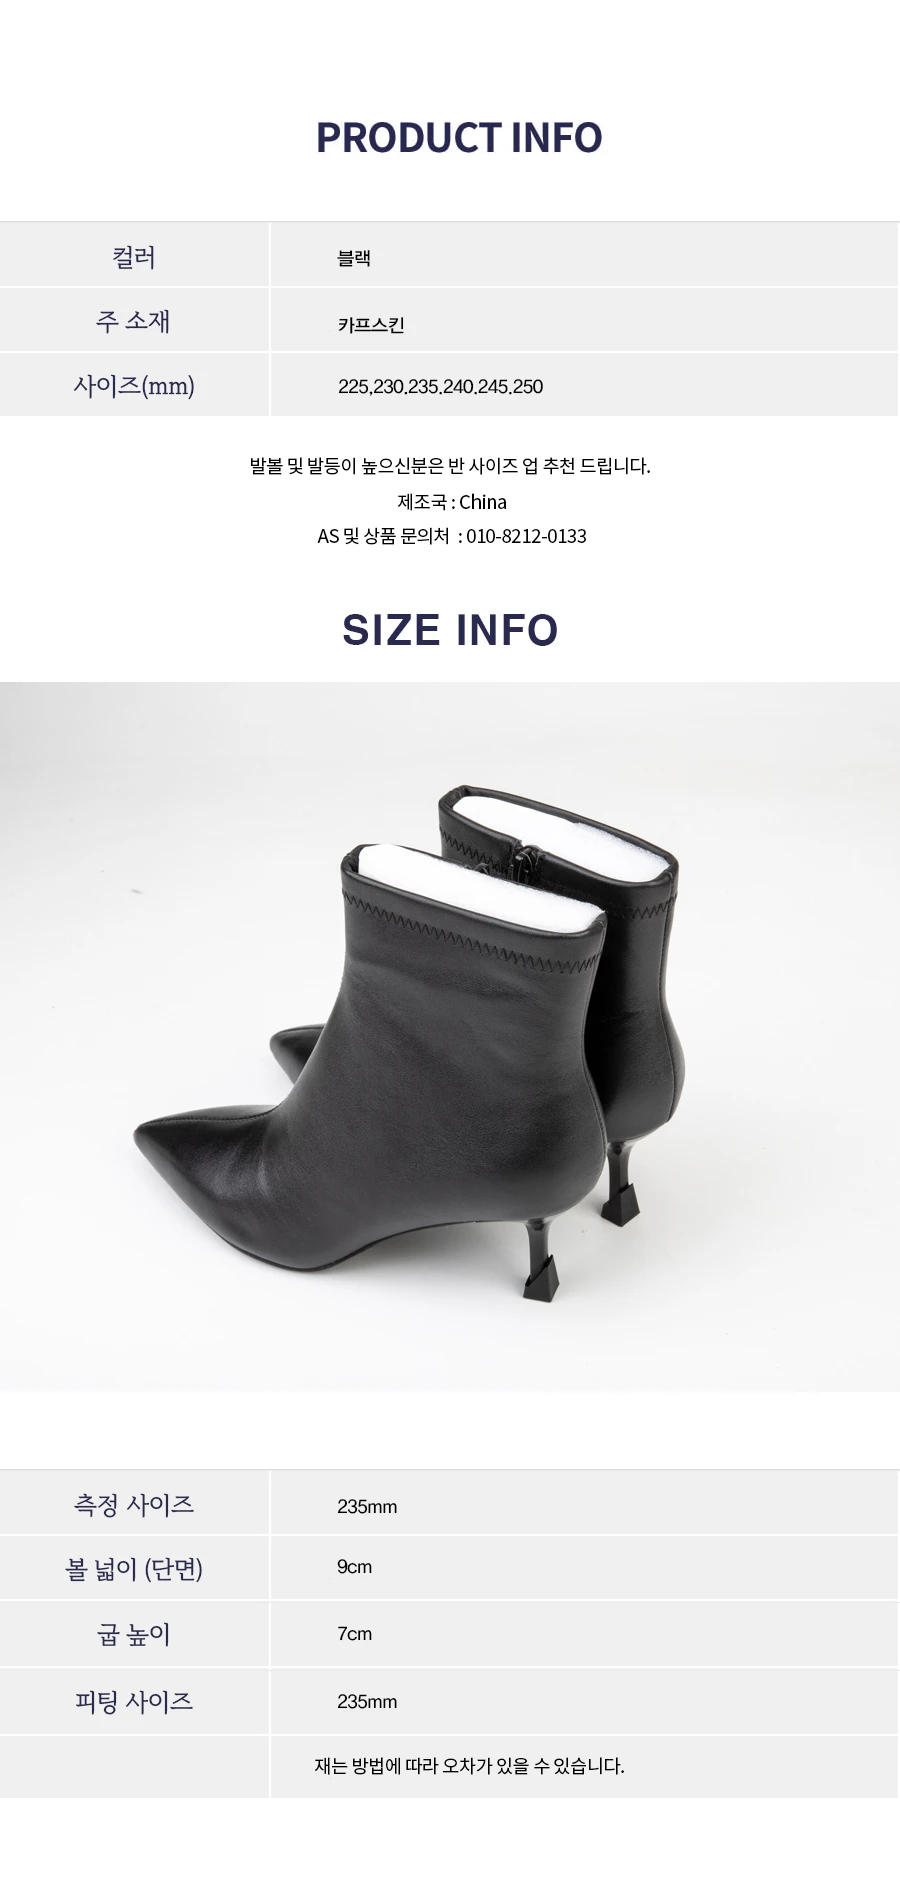 PRODUCT INFO
컬러 블랙
주 소재 카프스킨
사이즈(mm) 225,230,235,240,245,250
발볼 및 발등이 높으신분은 반 사이즈 업 추천 드립니다.
제조국 : China
AS 및 상품 문의처 : 010-8212-0133
SIZE INFO
측정 사이즈 235mm
볼 넓이 (단면) 9cm
굽 높이 7cm
피팅 사이즈 235mm
재는 방법에 따라 오차가 있을 수 있습니다.